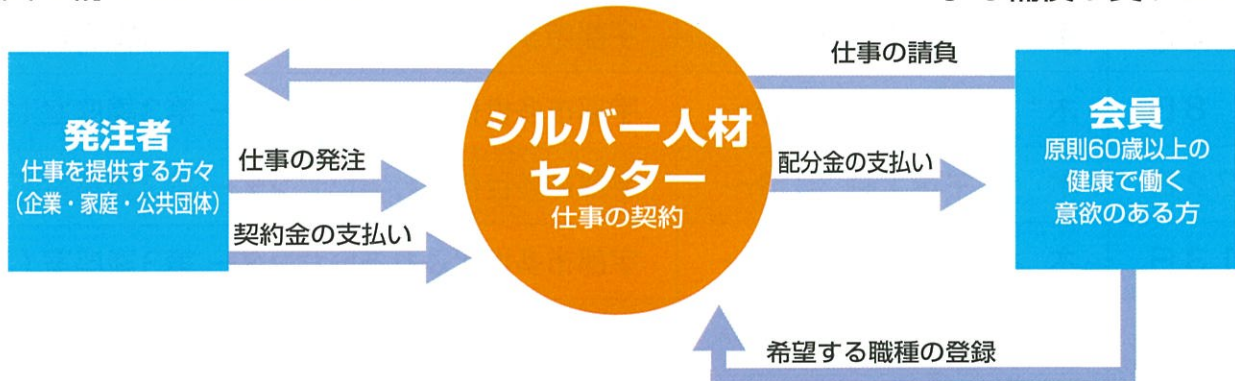 発注者
仕事を提供する方々
(企業・家庭・公共団体)
仕事の発注
契約金の支払い
シルバー人材
センター
仕事の契約
仕事の請負
配分金の支払い
希望する職種の登録
会員
原則60歳以上の
健康で働く
意欲のある方